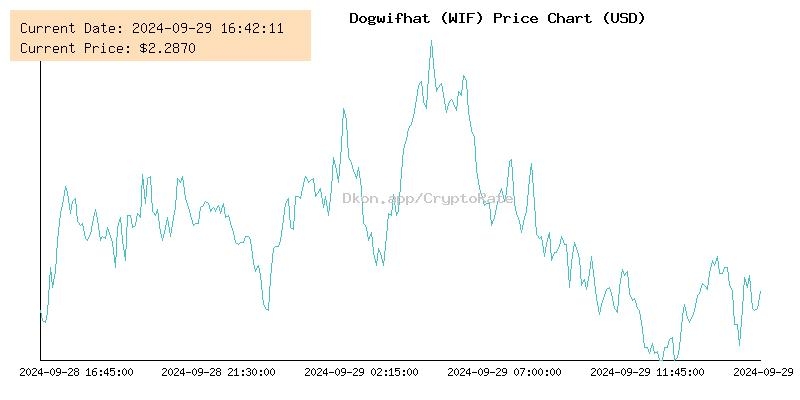 Dogwifhat (WIF) Price Chart (USD)
Current Date: 2024-09-29 16:42:11
Current Price: $2.2870
Dkon.app/CryptoRate
2024-09-28 16:45:00 2024-09-28 21:30:00 2024-09-29 02:15:00 2024-09-29 07:00:00 2024-09-29 11:45:00 2024-09-29